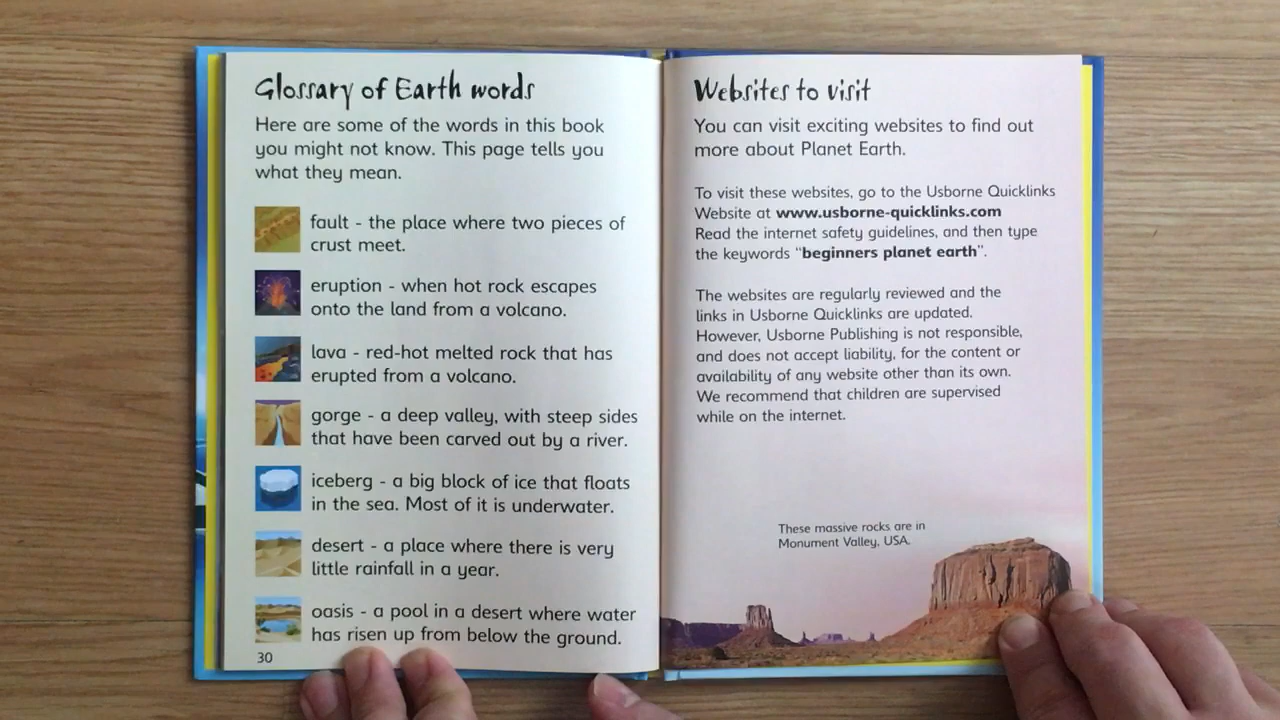 Glossary of Earth words
Here are some of the words in this book
you might not know. This page tells you
what they mean.
fault - the place where two pieces of
crust meet.
eruption - when hot rock escapes
onto the land from a volcano.
lava - red-hot melted rock that has
erupted from a volcano.
gorge - a deep valley, with steep sides
that have been carved out by a river.
iceberg - a big block of ice that floats
in the sea. Most of it is underwater.
desert - a place where there is very
little rainfall in a year.
oasis - a pool in a desert where water
has risen up from below the ground.
30
Websites to visit
You can visit exciting websites to find out
more about Planet Earth.
To visit these websites, go to the Usborne Quicklinks
Website at www.usborne-quicklinks.com
Read the internet safety guidelines, and then type
the keywords "beginners planet earth".
The websites are regularly reviewed and the
links in Usborne Quicklinks are updated.
However, Usborne Publishing is not responsible,
and does not accept liability, for the content or
availability of any website other than its own.
We recommend that children are supervised
while on the internet.
These massive rocks are in
Monument Valley, USA.